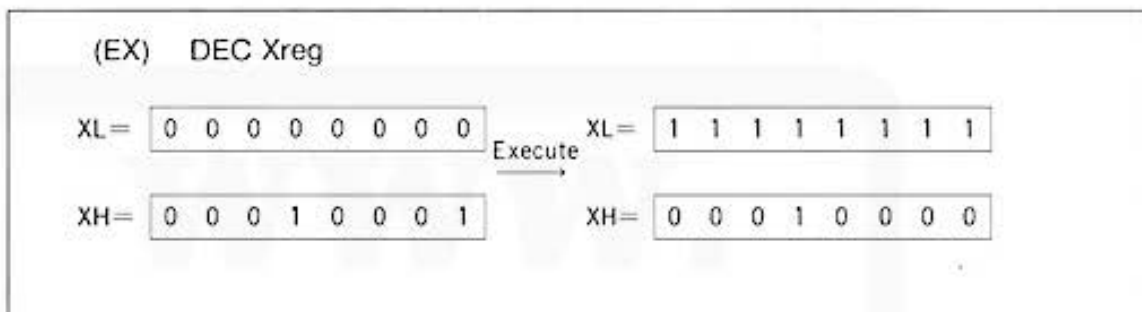 (EX) DEC Xreg
XL= 0 0 0 0 0 0 0 0 Execute XL= 1 1 1 1 1 1 1 1
XH= 0 0 0 1 0 0 0 1 XH= 0 0 0 1 0 0 0 0